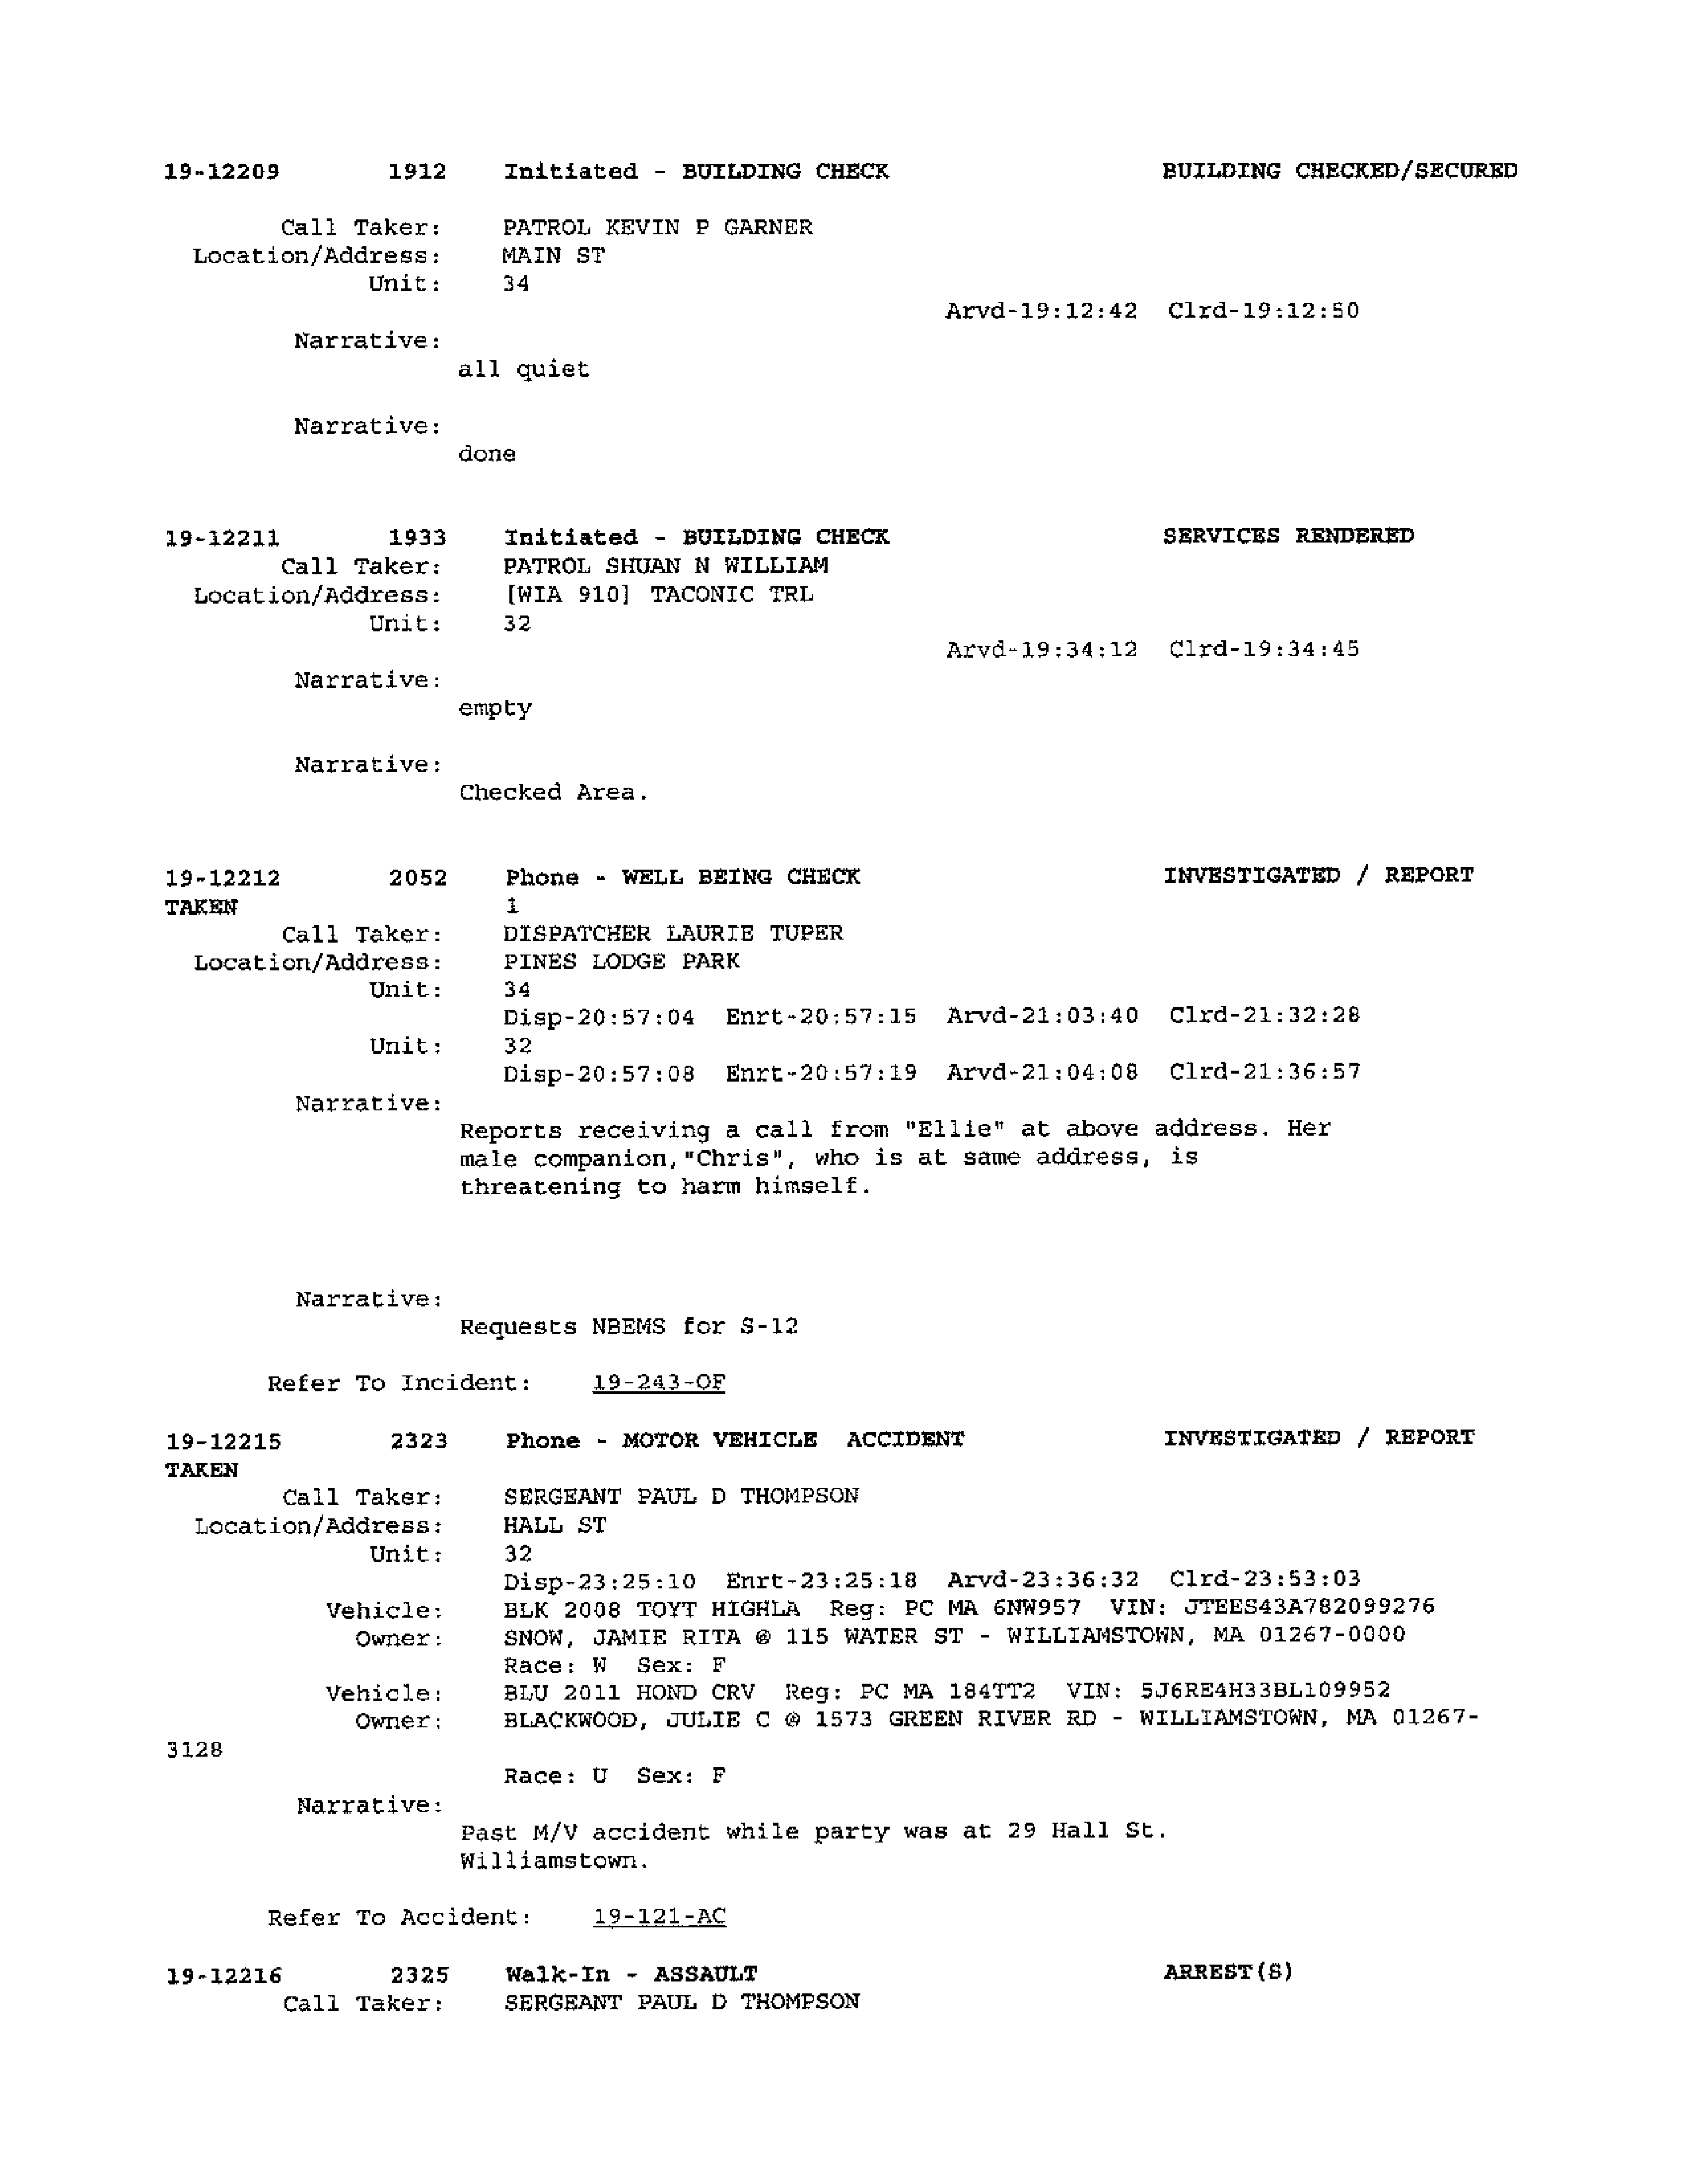 19-12209 1912 Initiated - BUILDING CHECK BUILDING CHECKED/SECURED
Call Taker: PATROL KEVIN P GARNER
Location/Address: MAIN ST
Unit: 34
Arvd-19:12:42 Clrd-19:12:50
Narrative:
all quiet
Narrative:
done
19-12211 1933 Initiated - BUILDING CHECK SERVICES RENDERED
Call Taker: PATROL SHUAN N WILLIAM
Location/Address: [WIA 910] TACONIC TRL
Unit: 32
Arvd-19:34:12 Clrd-19:34:45
Narrative:
empty
Narrative:
Checked Area.
19-12212 2052 Phone - WELL BEING CHECK INVESTIGATED / REPORT
TAKEN 1
Call Taker: DISPATCHER LAURIE TUPER
Location/Address: PINES LODGE PARK
Unit: 34
Disp-20:57:04 Enrt-20:57:15 Arvd-21:03:40 Clrd-21:32:28
Unit: 32
Disp-20:57:08 Enrt-20:57:19 Arvd-21:04:08 Clrd-21:36:57
Narrative:
Reports receiving a call from "Ellie" at above address. Her
male companion,"Chris", who is at same address, is
threatening to harm himself.
Narrative:
Requests NBEMS for S-12
Refer To Incident: 19-243-OF
19-12215 2323 Phone - MOTOR VEHICLE ACCIDENT INVESTIGATED / REPORT
TAKEN
Call Taker: SERGEANT PAUL D THOMPSON
Location/Address: HALL ST
Unit: 32
Disp-23:25:10 Enrt-23:25:18 Arvd-23:36:32 Clrd-23:53:03
Vehicle: BLK 2008 TOYT HIGHLA Reg: PC MA 6NW957 VIN: JTEES43A782099276
Owner: SNOW, JAMIE RITA @ 115 WATER ST - WILLIAMSTOWN, MA 01267-0000
Race: W Sex: F
Vehicle: BLU 2011 HOND CRV Reg: PC MA 184TT2 VIN: 5J6RE4H33BL109952
Owner: BLACKWOOD, JULIE C @ 1573 GREEN RIVER RD - WILLIAMSTOWN, MA 01267-
3128
Race: U Sex: F
Narrative:
Past M/V accident while party was at 29 Hall St.
Williamstown.
Refer To Accident: 19-121-AC
19-12216 2325 Walk-In - ASSAULT ARREST(S)
Call Taker: SERGEANT PAUL D THOMPSON